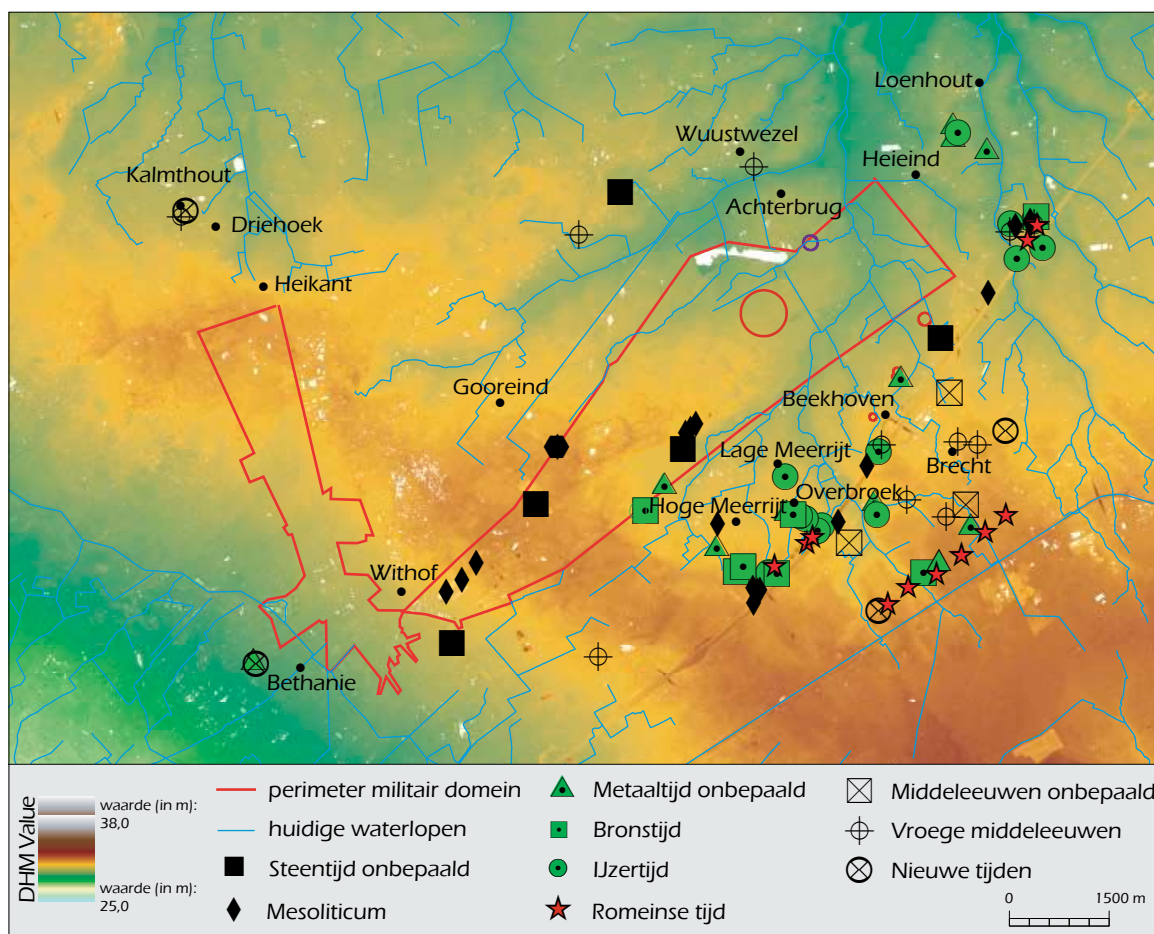 Loenhout
Wuustwezel
Heieind
Kalmthout
Achterbrug
Driehoek
Heikant
Gooreind
Beekhoven
Lage Meerrijt
Brecht
Hoge Meerrijt
Overbroek
Withof
Bethanie
DHM Value
waarde (in m):
38,0
waarde (in m):
25,0
perimeter militair domein
huidige waterlopen
Steentijd onbepaald
Mesoliticum
Metaaltijd onbepaald
Bronstijd
IJzertijd
Romeinse tijd
Middeleeuwen onbepaald
Vroege middeleeuwen
Nieuwe tijden
0 1500 m